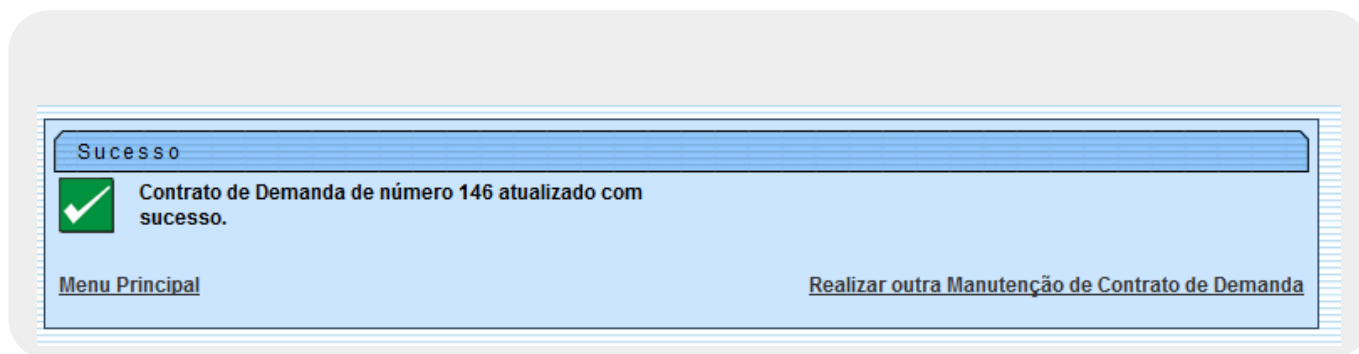 Sucesso
Contrato de Demanda de número 146 atualizado com
sucesso.
Menu Principal
Realizar outra Manutenção de Contrato de Demanda